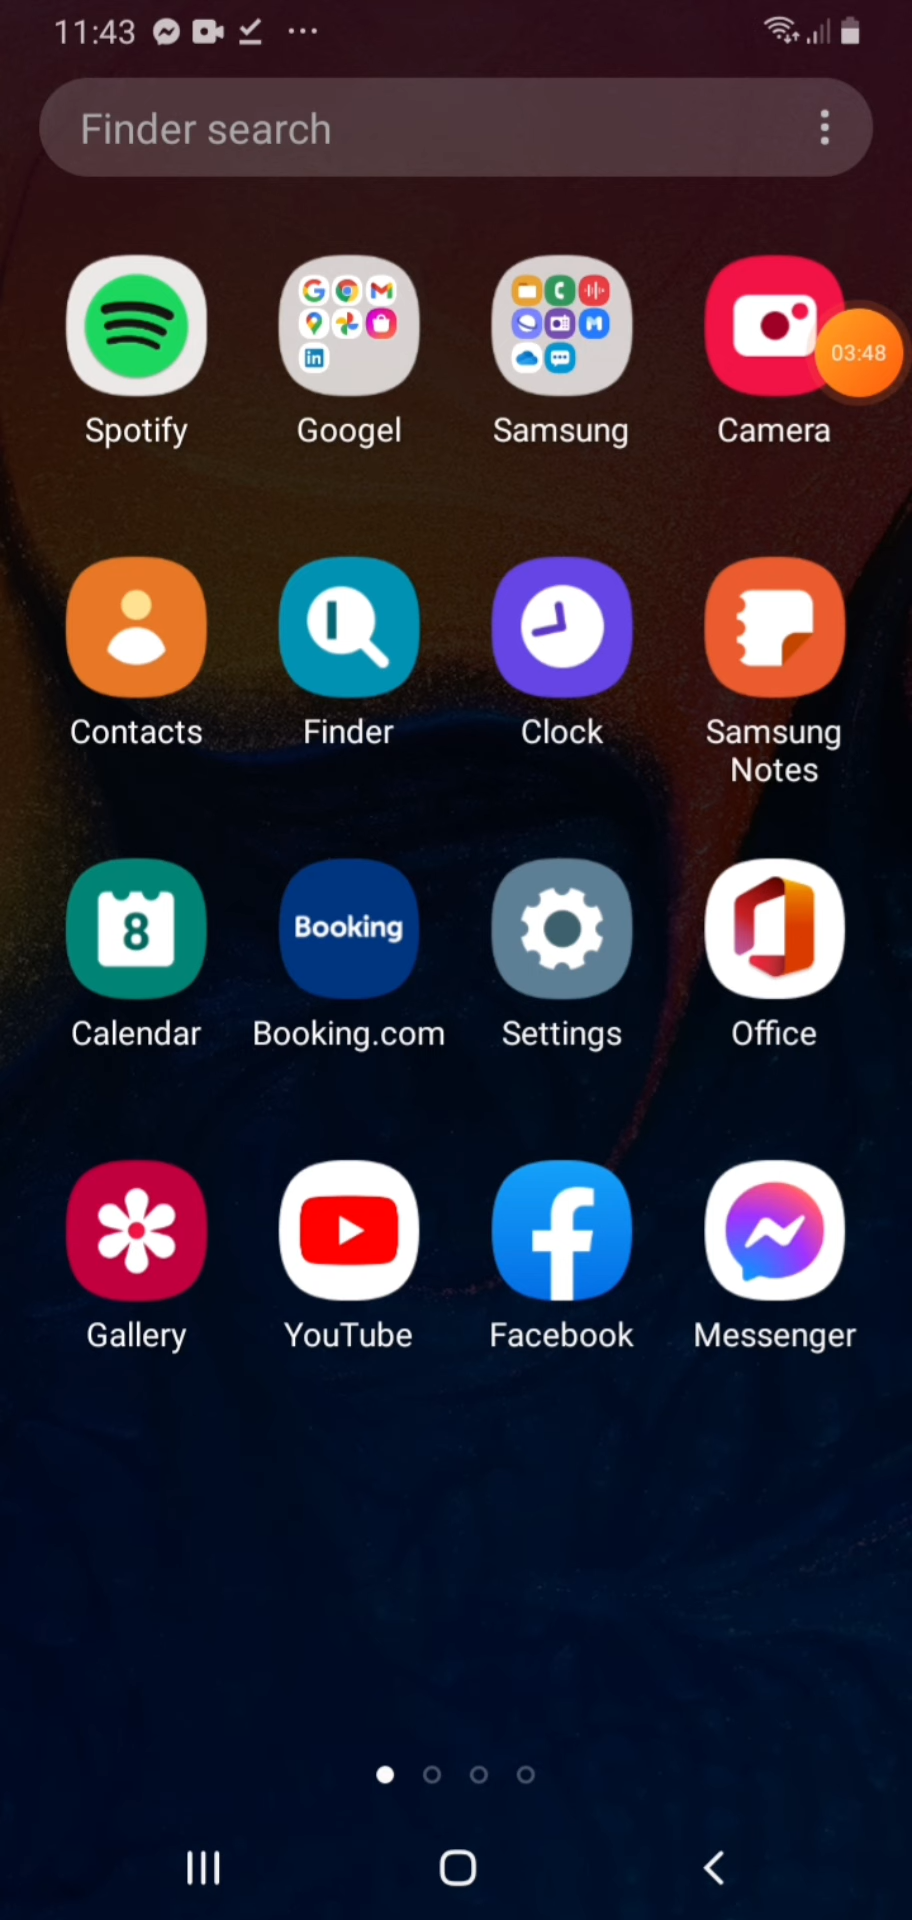 11:43
Finder search
Spotify
Googel
Samsung
Camera
03:48
Contacts
Finder
Clock
Samsung
Notes
8
Booking
Calendar
Booking.com
Settings
Office
Gallery
YouTube
Facebook
Messenger